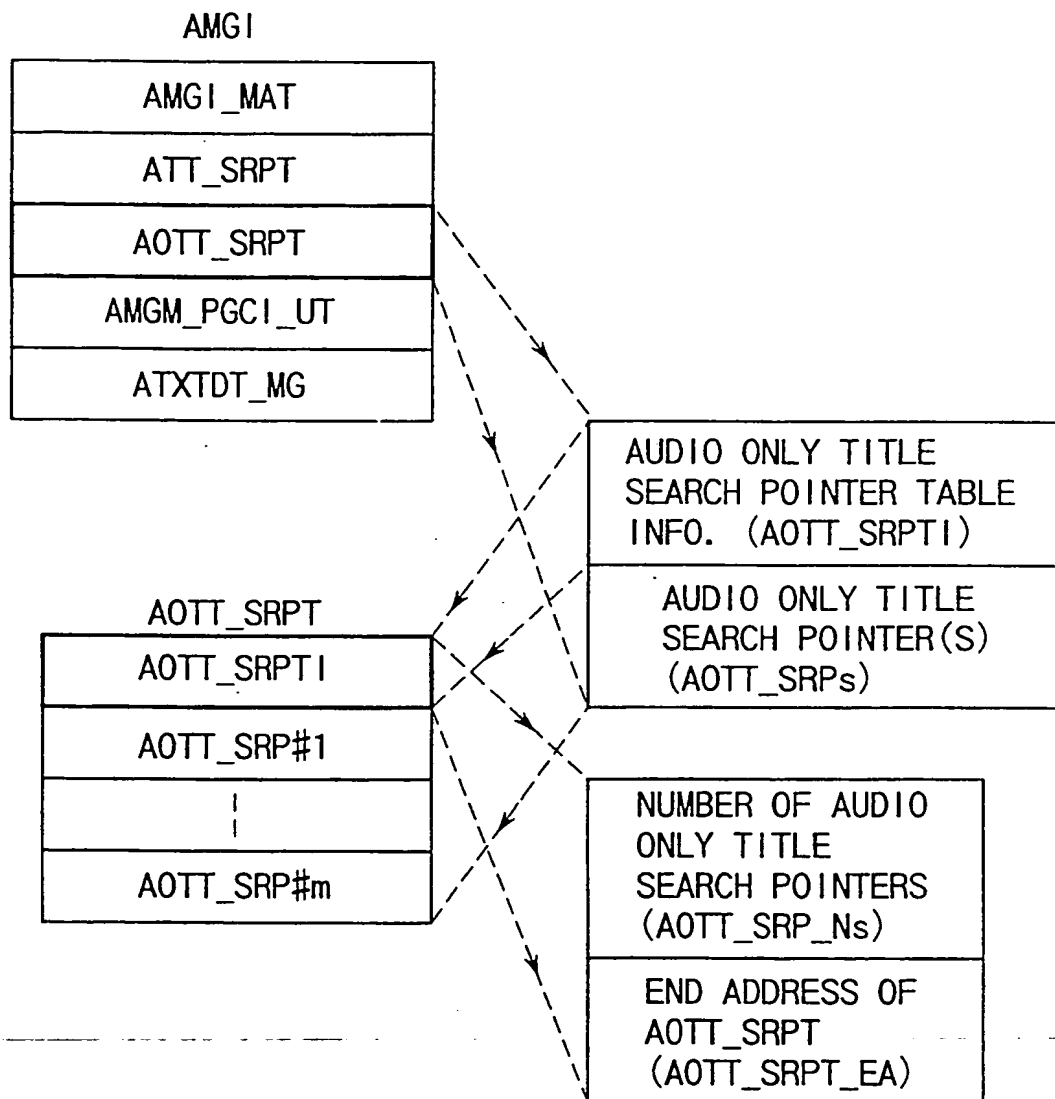 AMGI
AMGI_MAT
ATT_SRPT
AOTT_SRPT
AMGM_PGCI_UT
ATXTDT_MG
AUDIO ONLY TITLE
SEARCH POINTER TABLE
INFO. (AOTT_SRPTI)
AUDIO ONLY TITLE
SEARCH POINTER(S)
(AOTT_SRPs)
AOTT_SRPT
AOTT_SRPTI
AOTT_SRP#1
AOTT_SRP#m
NUMBER OF AUDIO
ONLY TITLE
SEARCH POINTERS
(AOTT_SRP_Ns)
END ADDRESS OF
AOTT_SRPT
(AOTT_SRPT_EA)